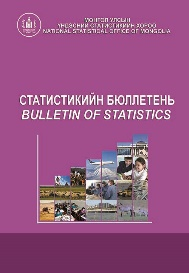 МОНГОЛ УЛСЫН
ҮНДЭСНИЙ СТАТИСТИКИЙН ХОРОО
NATIONAL STATISTICAL OFFICE OF MONGOLIA
СТАТИСТИКИЙН БЮЛЛЕТЕНЬ
BULLETIN OF STATISTICS